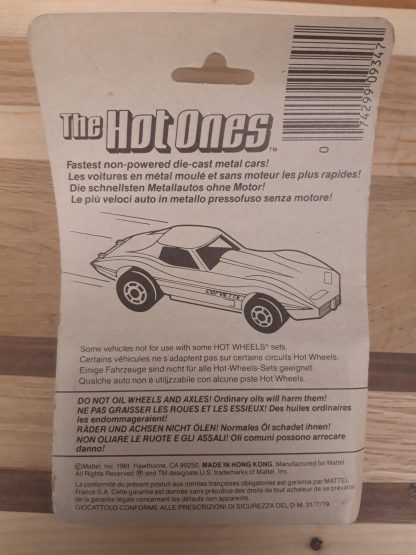 The Hot Ones™
74299 09347
0
Fastest non-powered die-cast metal cars!
Les voitures en métal moulé et sans moteur les plus rapides!
Die schnellsten Metallautos ohne Motor!
Le più veloci auto in metallo pressofuso senza motore!
CORVETTE
Some vehicles not for use with some HOT WHEELS® sets.
Certains véhicules ne s'adaptent pas sur certains circuits Hot Wheels.
Einige Fahrzeuge sind nicht für alle Hot-Wheels-Sets geeignet.
Qualche auto non è utilizzabile con alcune piste Hot Wheels.
DO NOT OIL WHEELS AND AXLES! Ordinary oils will harm them!
NE PAS GRAISSER LES ROUES ET LES ESSIEUX! Des huiles ordinaires
les endommageraient!
RÄDER UND ACHSEN NICHT ÖLEN! Normales Öl schadet ihnen!
NON OLIARE LE RUOTE E GLI ASSALI! Oli comuni possono arrecare
danno!
©Mattel, Inc. 1981. Hawthorne, CA 90250. MADE IN HONG KONG. Manufactured for Mattel.
All Rights Reserved. ® and TM designate U.S. trademarks of Mattel, Inc.
La conformité du produit aux normes françaises obligatoires est garantie par MATTEL
France S.A. Cette garantie est donnée sans préjudice des droits de tout acheteur de se prévaloir
de la garantie légale concernant les défauts non apparents.
GIOCATTOLO CONFORME ALLE PRESCRIZIONI DI SICUREZZA DEL D.M. 31/7/79.